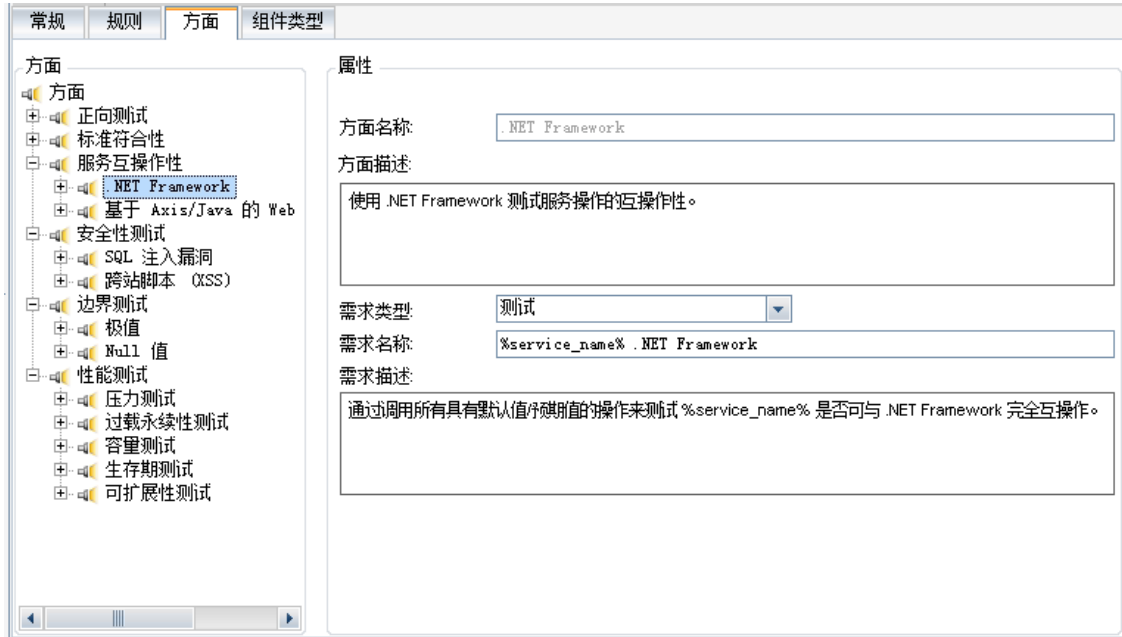 常规 规则 方面 组件类型
方面
方面
正向测试
标准符合性
服务互操作性
.NET Framework
基于 Axis/Java 的 Web
安全性测试
SQL 注入漏洞
跨站脚本 (XSS)
边界测试
极值
Null 值
性能测试
压力测试
过载永续性测试
容量测试
生存期测试
可扩展性测试
属性
方面名称:
.NET Framework
方面描述:
使用 .NET Framework 测试服务操作的互操作性。
需求类型:
测试
需求名称:
%service_name% .NET Framework
需求描述:
通过调用所有具有默认值/预期值的操作来测试 %service_name% 是否可与 .NET Framework 完全互操作。